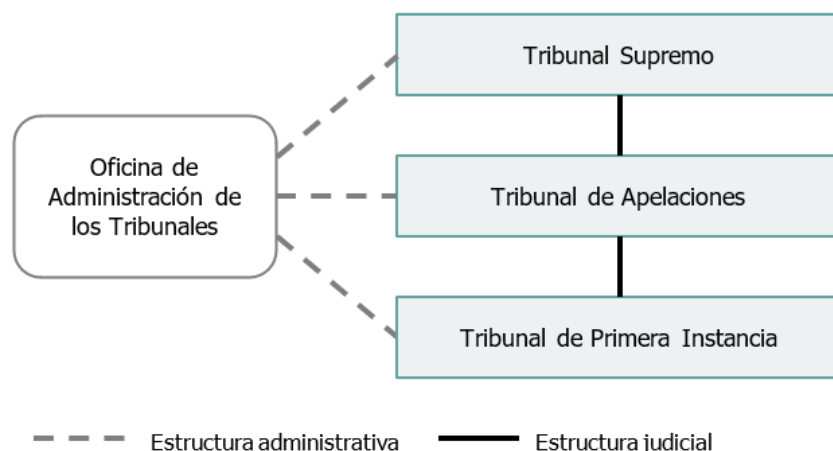 Tribunal Supremo
Oficina de
Administración de
los Tribunales
Tribunal de Apelaciones
Tribunal de Primera Instancia
Estructura administrativa
Estructura judicial